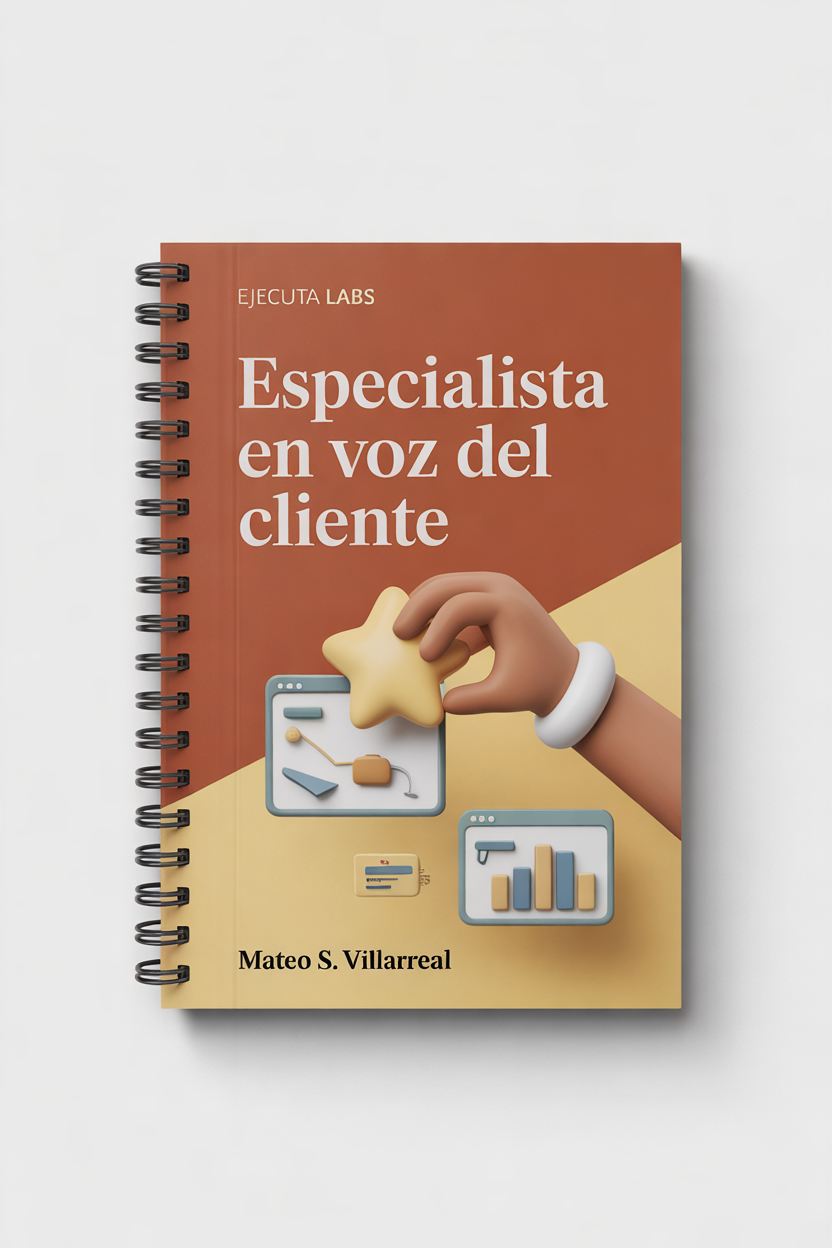 EJECUTA LABS
Especialista
en voz del
cliente
Mateo S. Villarreal